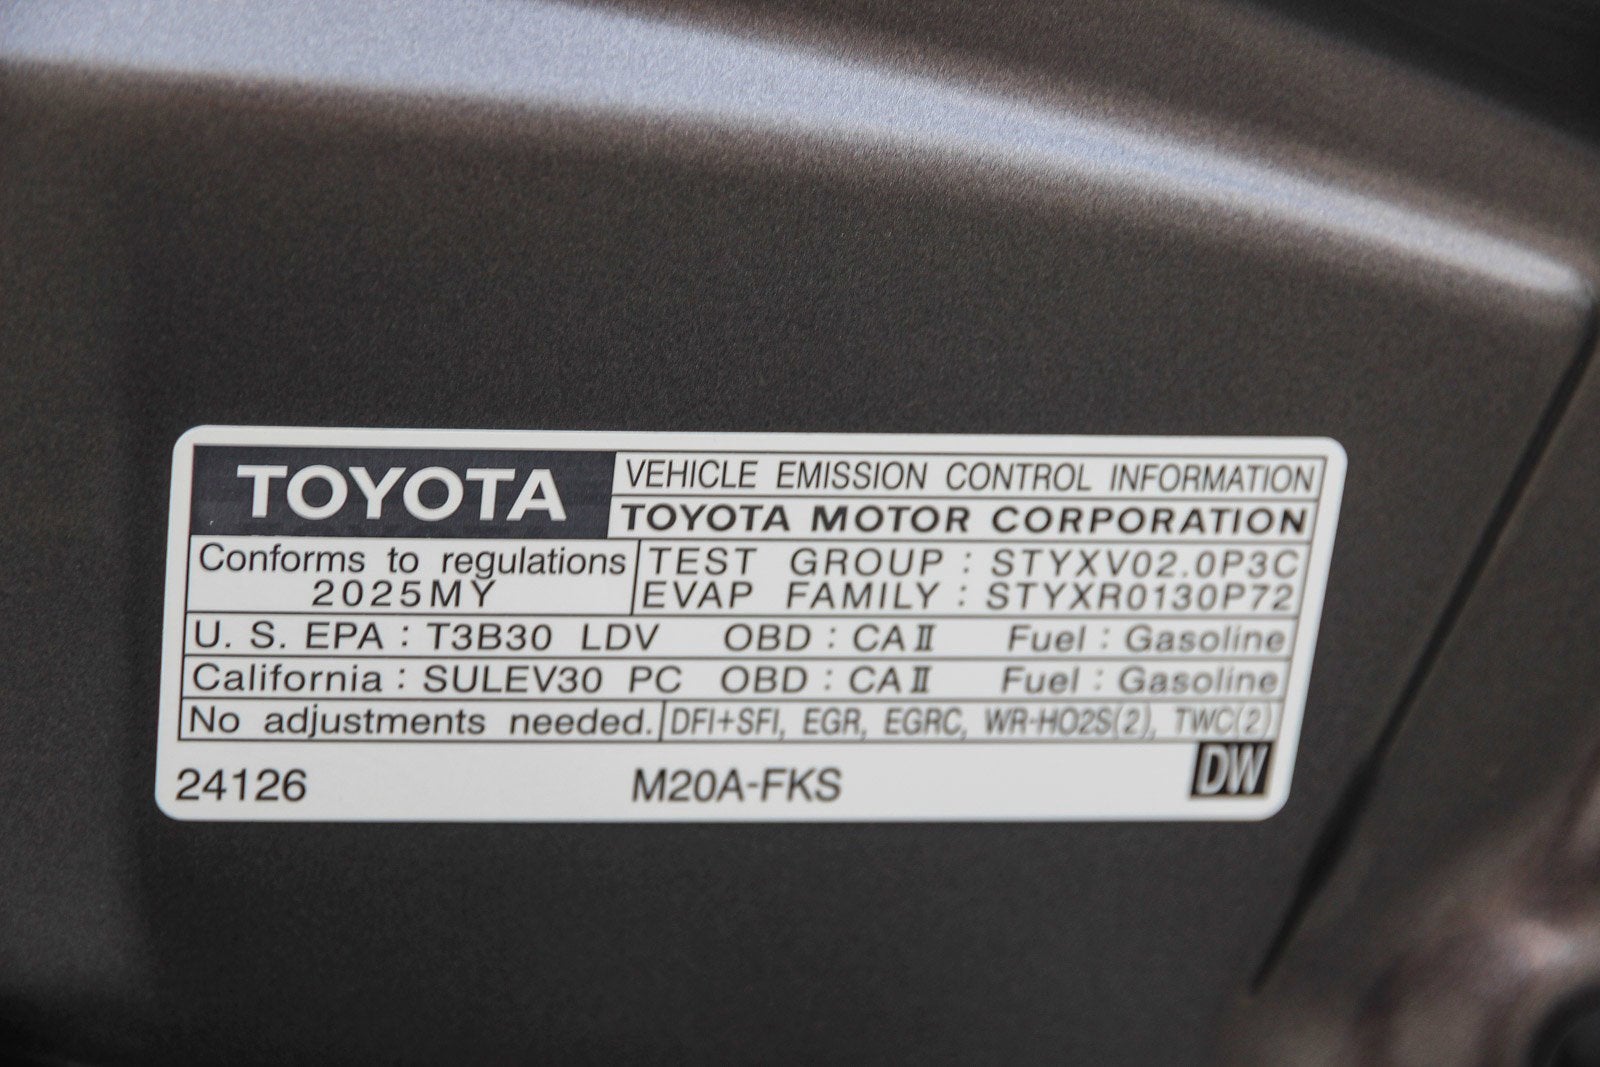 TOYOTA VEHICLE EMISSION CONTROL INFORMATION
TOYOTA MOTOR CORPORATION
Conforms to regulations TEST GROUP : STYXV02.0P3C
2025MY EVAP FAMILY : STYXR0130P72
U. S. EPA : T3B30 LDV OBD : CAⅡ Fuel : Gasoline
California : SULEV30 PC OBD : CAⅡ Fuel : Gasoline
No adjustments needed. DFI+SFI, EGR, EGRC, WR-HO2S(2), TWC(2)
24126 M20A-FKS DW